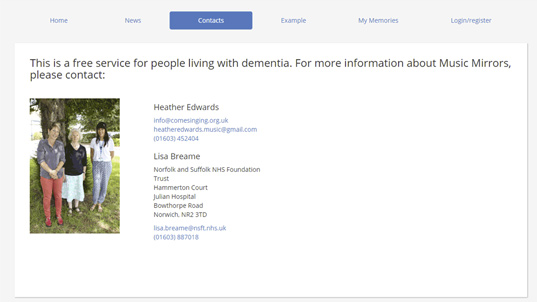 Home
News
Contacts
Example
My Memories
Login/register
This is a free service for people living with dementia. For more information about Music Mirrors,
please contact:
Heather Edwards
info@comesinging.org.uk
heatheredwards.music@gmail.com
(01603) 452404
Lisa Breame
Norfolk and Suffolk NHS Foundation
Trust
Hammerton Court
Julian Hospital
Bowthorpe Road
Norwich, NR2 3TD
lisa.breame@nsft.nhs.uk
(01603) 887018